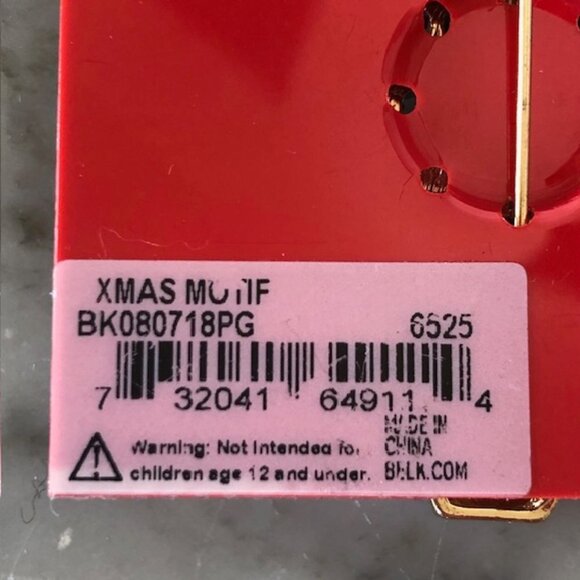 XMAS MOTIF
BK080718PG 6525
7 32041 64911 4
MADE IN
Warning: Not Intended for CHINA
children age 12 and under. BELK.COM